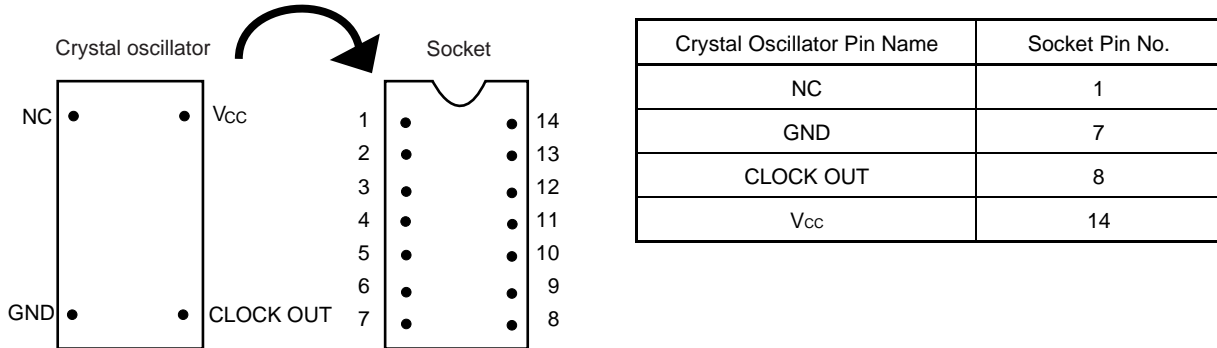 Crystal oscillator
NC
VCC
GND
CLOCK OUT
Socket
1 14
2 13
3 12
4 11
5 10
6 9
7 8
Crystal Oscillator Pin Name Socket Pin No.
NC 1
GND 7
CLOCK OUT 8
VCC 14